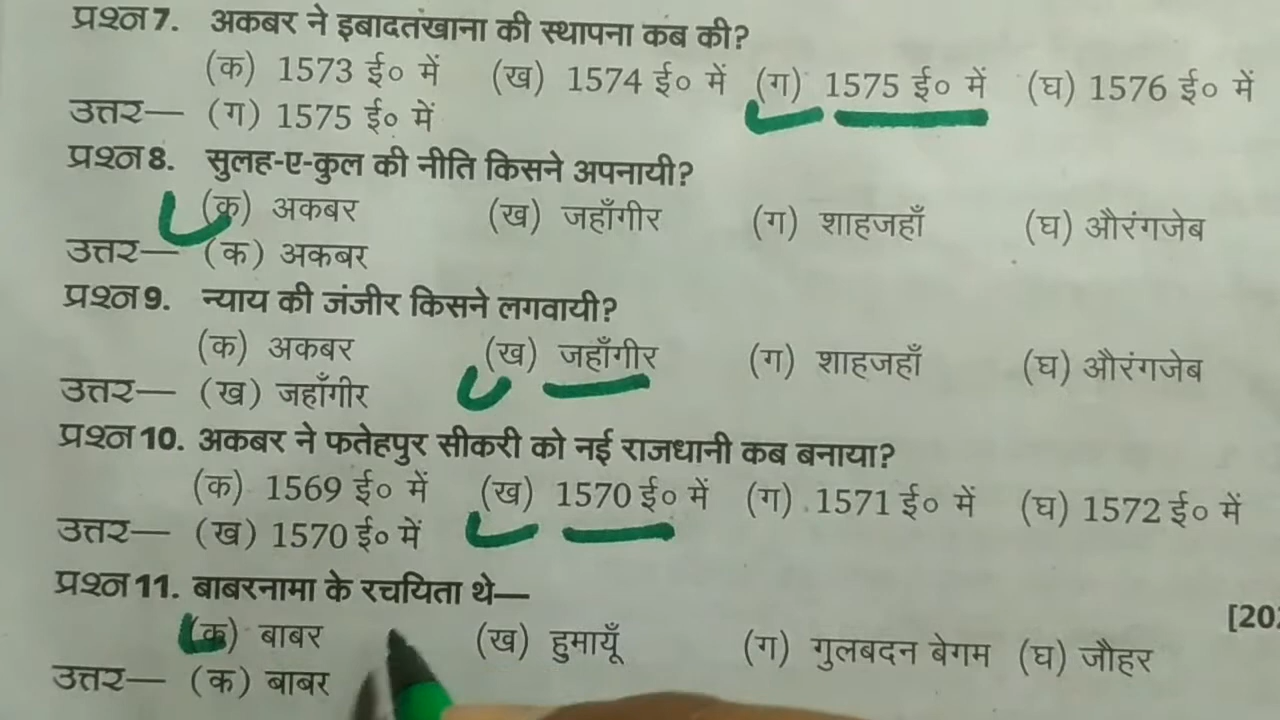 प्रश्न 7. अकबर ने इबादतखाना की स्थापना कब की?
(क) 1573 ई० में (ख) 1574 ई० में (ग) 1575 ई० में (घ) 1576 ई० में
उत्तर— (ग) 1575 ई० में
प्रश्न 8. सुलह-ए-कुल की नीति किसने अपनायी?
(क) अकबर (ख) जहाँगीर (ग) शाहजहाँ (घ) औरंगजेब
उत्तर— (क) अकबर
प्रश्न 9. न्याय की जंजीर किसने लगवायी?
(क) अकबर (ख) जहाँगीर (ग) शाहजहाँ (घ) औरंगजेब
उत्तर— (ख) जहाँगीर
प्रश्न 10. अकबर ने फतेहपुर सीकरी को नई राजधानी कब बनाया?
(क) 1569 ई० में (ख) 1570 ई० में (ग) 1571 ई० में (घ) 1572 ई० में
उत्तर— (ख) 1570 ई० में
प्रश्न 11. बाबरनामा के रचयिता थे—
(क) बाबर (ख) हुमायूँ (ग) गुलबदन बेगम (घ) जौहर
उत्तर— (क) बाबर